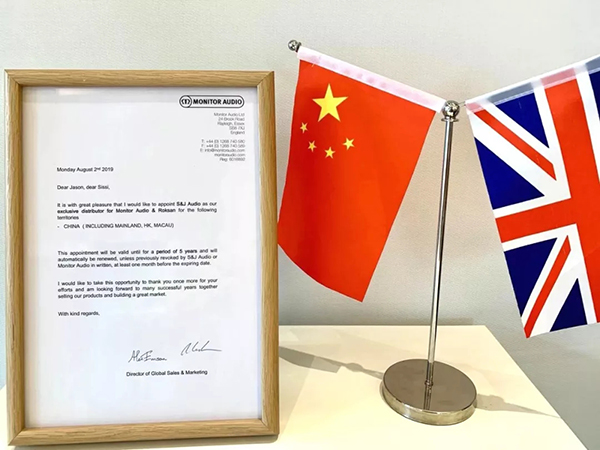 MONITOR AUDIO
Monitor Audio Ltd
24 Brook Road
Rayleigh, Essex
England
monitoraudio.com
Monday August 2nd 2019
Dear Jason, dear Sissi,
It is with great pleasure that I would like to appoint S&J Audio as our
exclusive distributor for Monitor Audio & Roksan for the following
territories
- CHINA ( INCLUDING MAINLAND, HK, MACAU)
This appointment will be valid until for a period of 5 years and will
automatically be renewed, unless previously revoked by S&J Audio or
Monitor Audio in written, at least one month before the expiring date.
I would like to take this opportunity to thank you once more for your
efforts and am looking forward to many successful years together
selling our products and building a great market.
With kind regards,
Director of Global Sales & Marketing